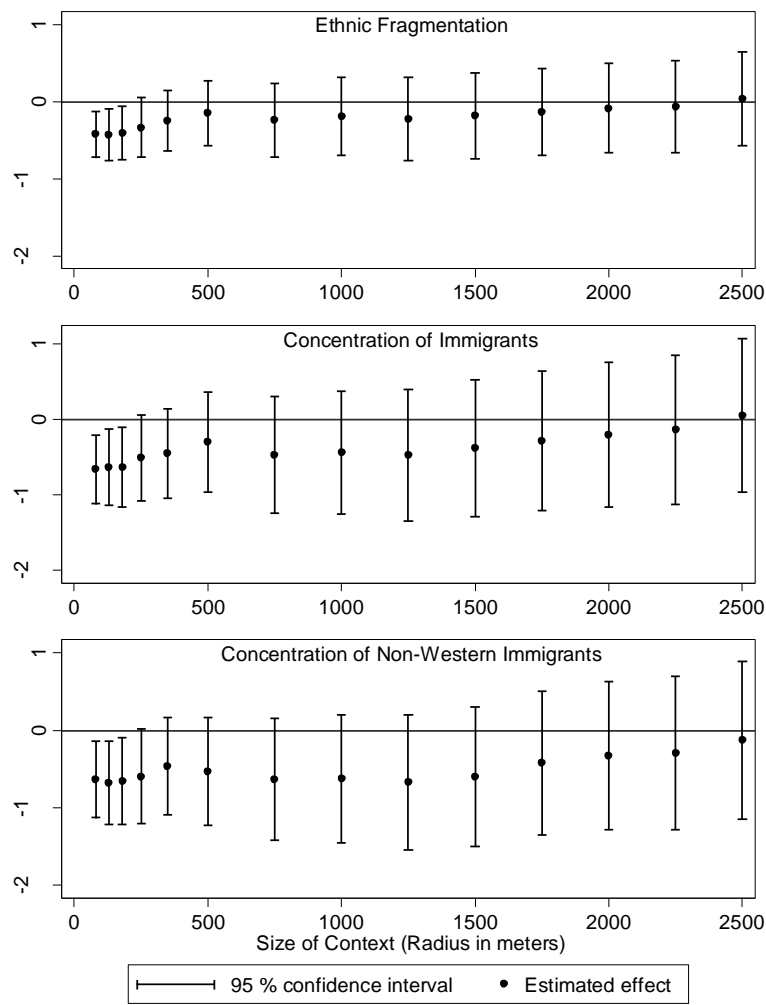 Ethnic Fragmentation
1
0
-1
-2
0 500 1000 1500 2000 2500
Concentration of Immigrants
1
0
-1
-2
0 500 1000 1500 2000 2500
Concentration of Non-Western Immigrants
1
0
-1
-2
0 500 1000 1500 2000 2500
Size of Context (Radius in meters)
95 % confidence interval Estimated effect